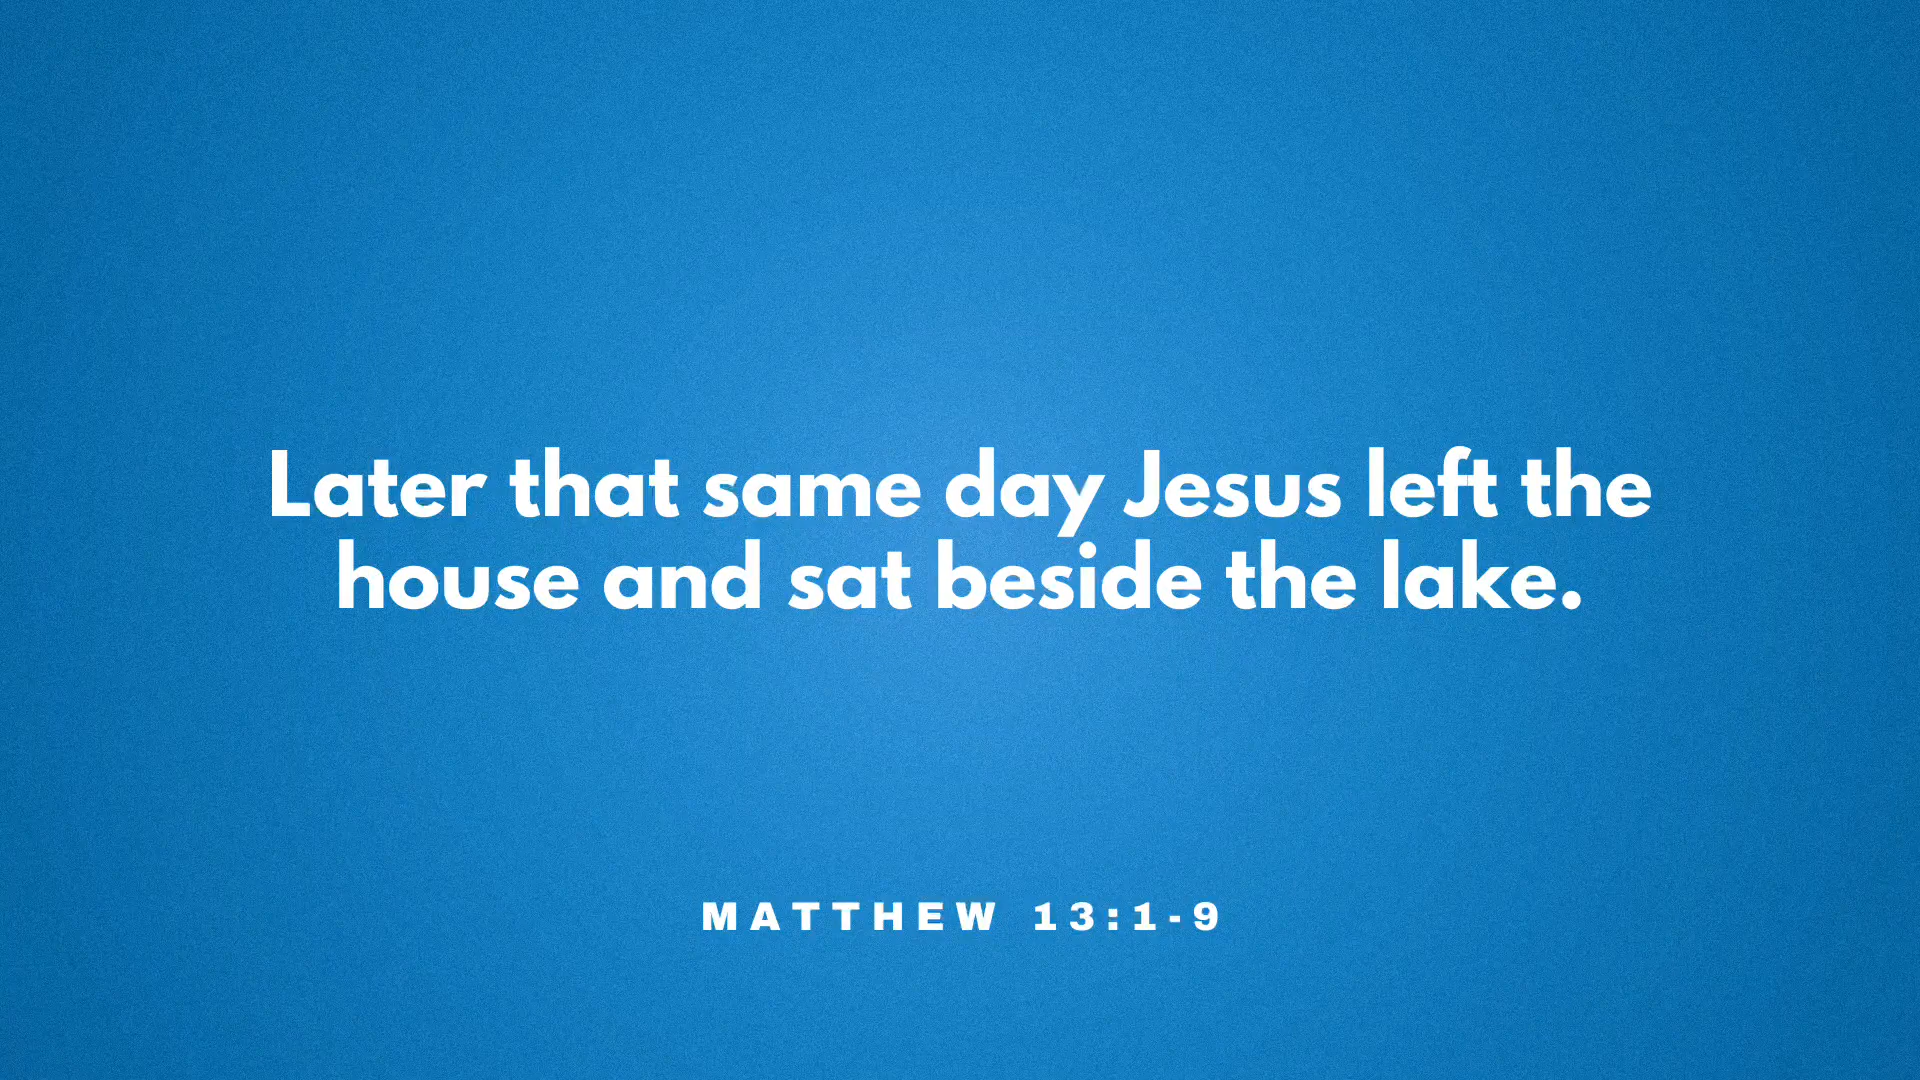 Later that same day Jesus left the
house and sat beside the lake.
MATTHEW 13:1-9